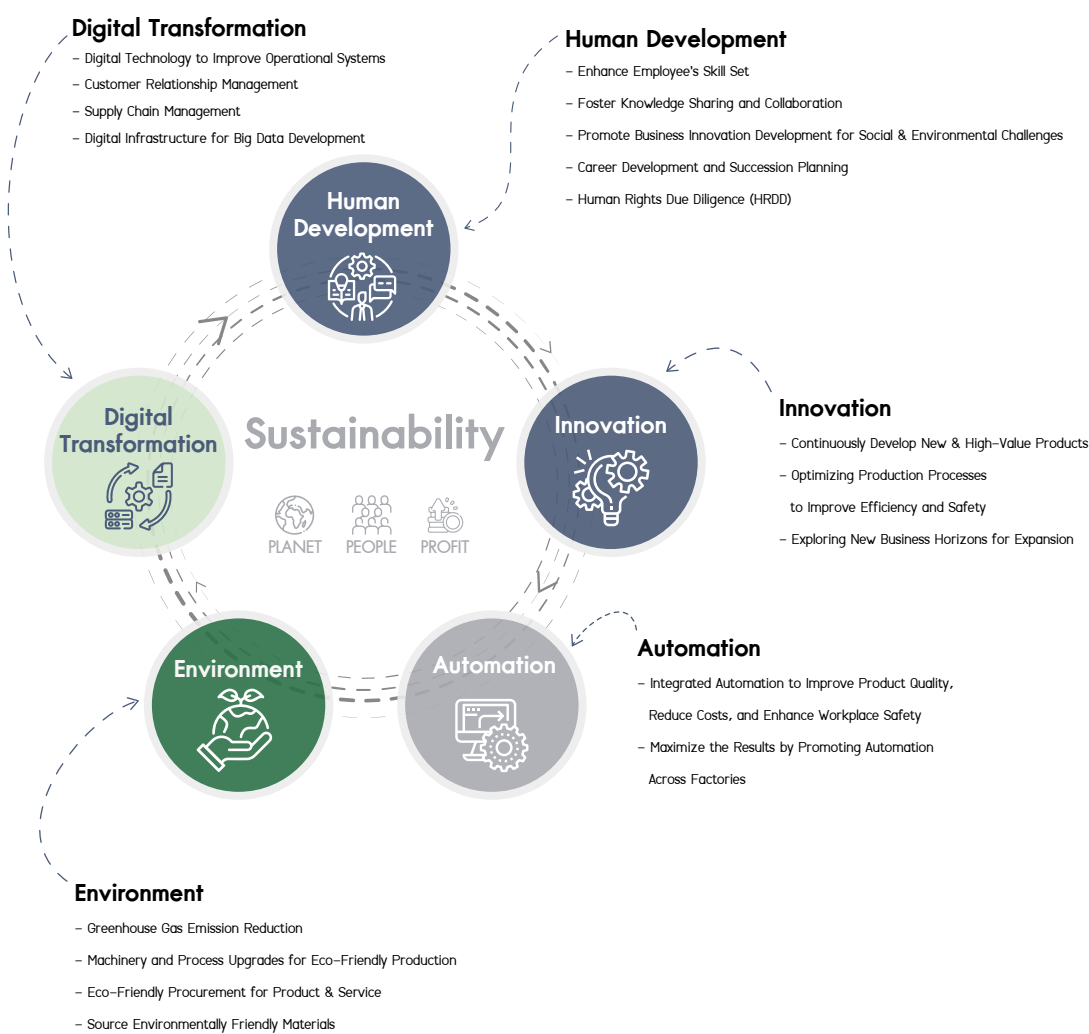 Digital Transformation
– Digital Technology to Improve Operational Systems
– Customer Relationship Management
– Supply Chain Management
– Digital Infrastructure for Big Data Development
Human Development
– Enhance Employee's Skill Set
– Foster Knowledge Sharing and Collaboration
– Promote Business Innovation Development for Social & Environmental Challenges
– Career Development and Succession Planning
– Human Rights Due Diligence (HRDD)
Human
Development
Digital
Transformation
Sustainability
PLANET
PEOPLE
PROFIT
Innovation
Innovation
– Continuously Develop New & High-Value Products
– Optimizing Production Processes
to Improve Efficiency and Safety
– Exploring New Business Horizons for Expansion
Environment
Automation
Automation
– Integrated Automation to Improve Product Quality,
Reduce Costs, and Enhance Workplace Safety
– Maximize the Results by Promoting Automation
Across Factories
Environment
– Greenhouse Gas Emission Reduction
– Machinery and Process Upgrades for Eco-Friendly Production
– Eco-Friendly Procurement for Product & Service
– Source Environmentally Friendly Materials